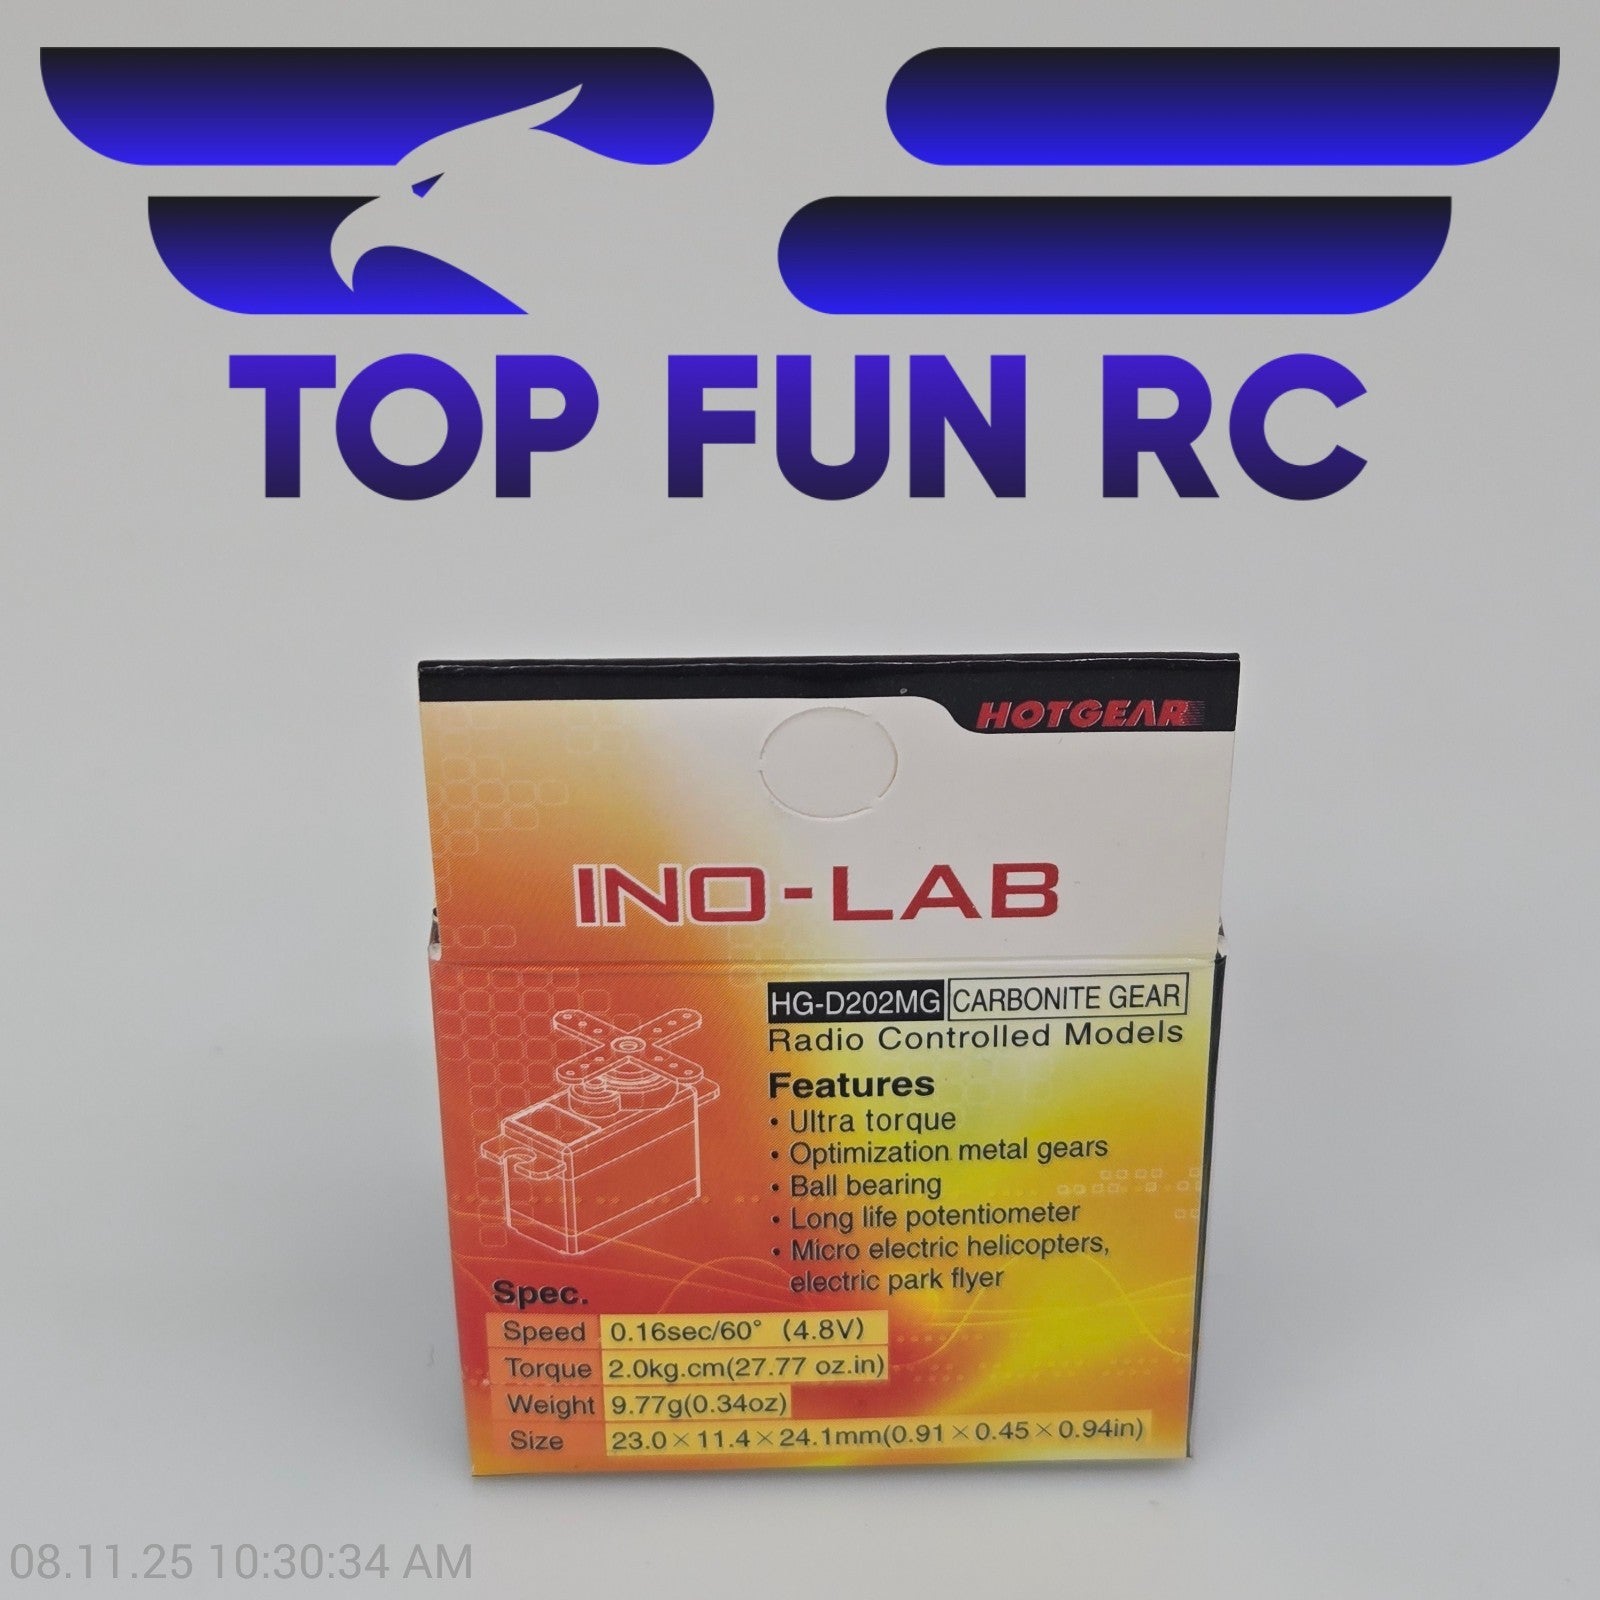 TOP FUN RC
HOTGEAR
INO-LAB
HG-D202MG CARBONITE GEAR
Radio Controlled Models
Features
• Ultra torque
• Optimization metal gears
• Ball bearing
• Long life potentiometer
• Micro electric helicopters,
electric park flyer
Spec.
Speed 0.16sec/60° (4.8V)
Torque 2.0kg.cm(27.77 oz.in)
Weight 9.77g(0.34oz)
Size 23.0×11.4×24.1mm(0.91×0.45×0.94in)
08.11.25 10:30:34 AM